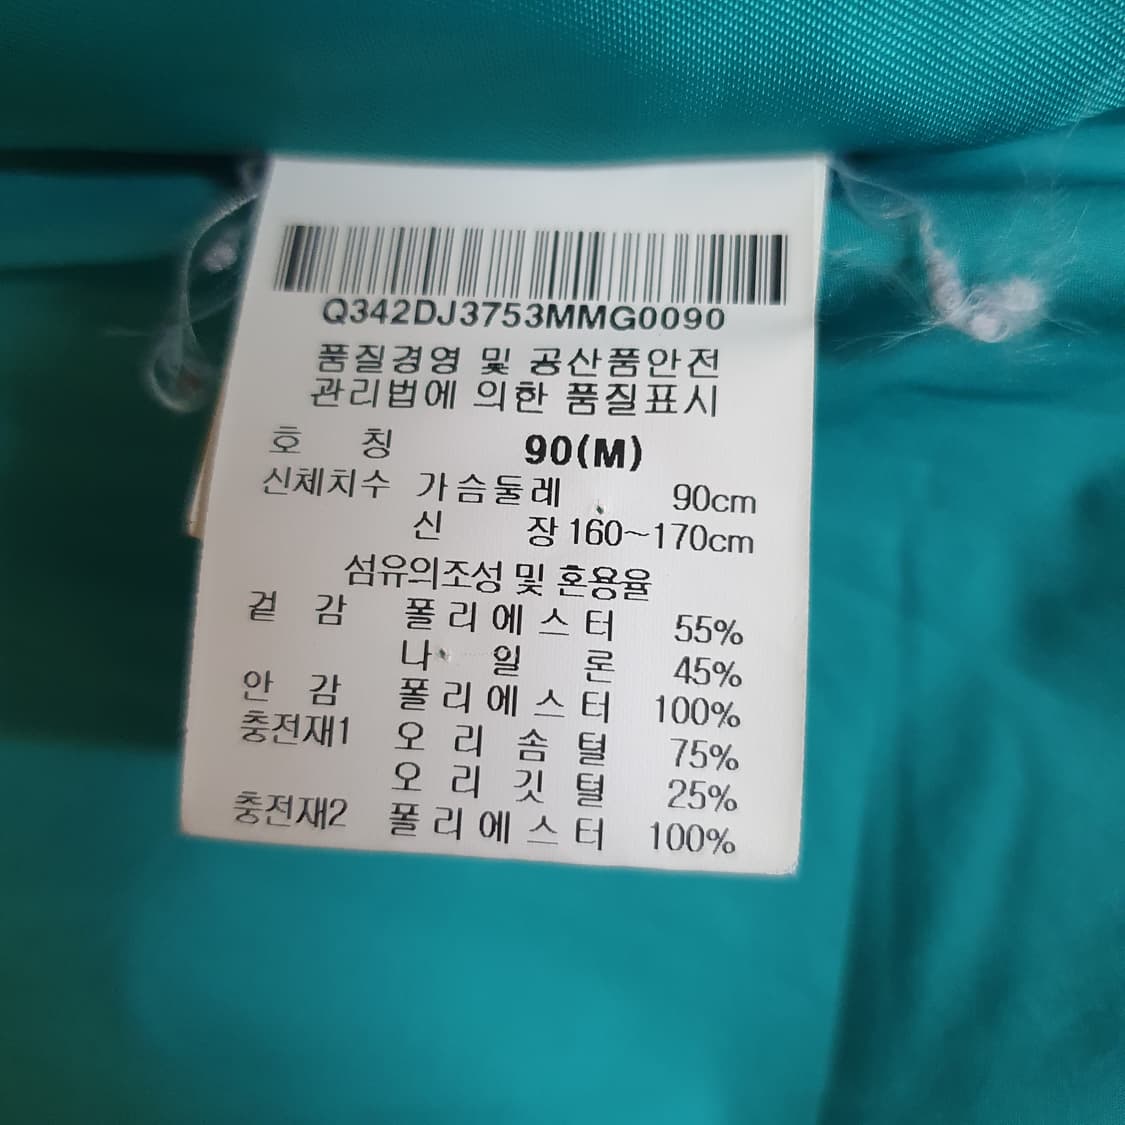 Q342DJ3753MMG0090
품질경영 및 공산품안전
관리법에 의한 품질표시
호 칭 90(M)
신체치수 가슴둘레 90cm
신 장 160~170cm
섬유의조성 및 혼용율
겉 감 폴리에스터 55%
나 일 론 45%
안 감 폴리에스터 100%
충전재1 오 리 솜 털 75%
오 리 깃 털 25%
충전재2 폴리에스터 100%